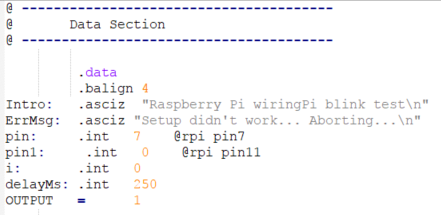 @ ---------------------------------------
@ Data Section
@ ---------------------------------------
.data
.balign 4
Intro: .asciz "Raspberry Pi wiringPi blink test\n"
ErrMsg: .asciz "Setup didn't work... Aborting...\n"
pin: .int 7 @rpi pin7
pin1: .int 0 @rpi pin11
i: .int 0
delayMs: .int 250
OUTPUT = 1